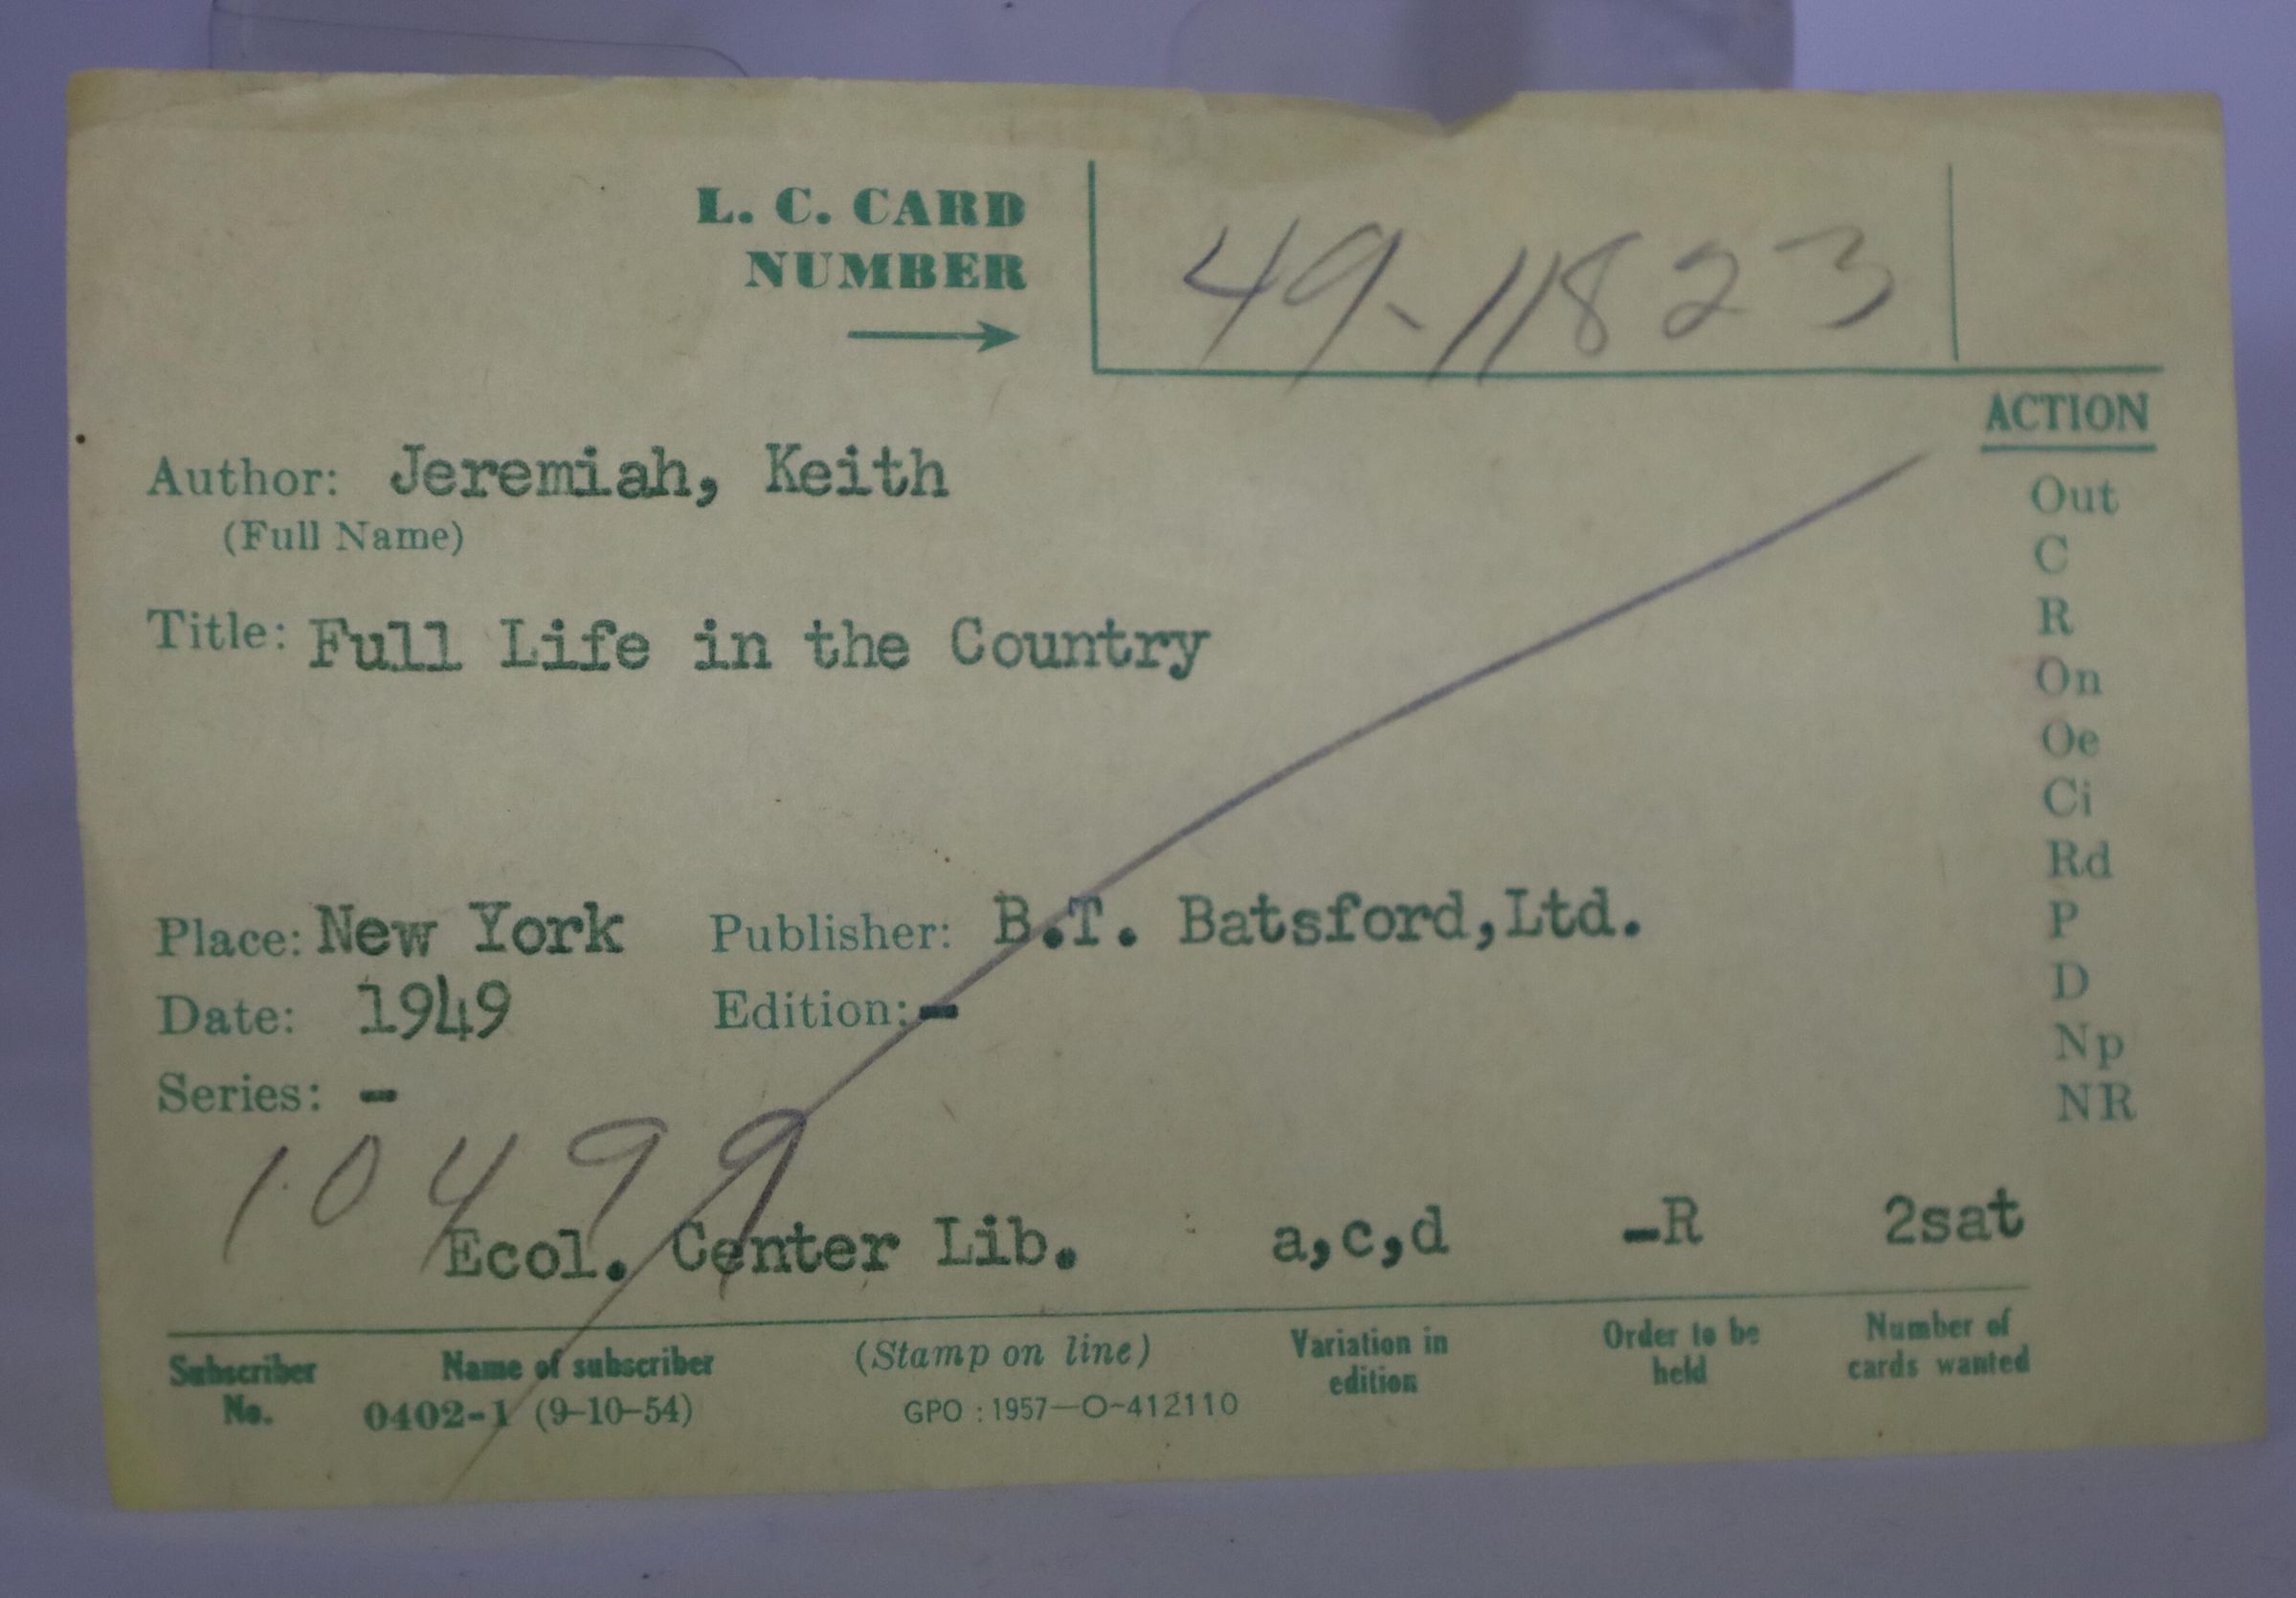 L. C. CARD
NUMBER
49-11823
ACTION
Author: Jeremiah, Keith
(Full Name)
Title: Full Life in the Country
Out
C
R
On
Oe
Ci
Rd
P
D
Np
NR
Place: New York Publisher: B.T. Batsford,Ltd.
Date: 1949 Edition: -
Series: -
10499
Ecol. Center Lib. a,c,d -R 2sat
Subscriber No. Name of subscriber (Stamp on line) Variation in edition Order to be held Number of cards wanted
0402-1 (9-10-54) GPO : 1957—O-412110